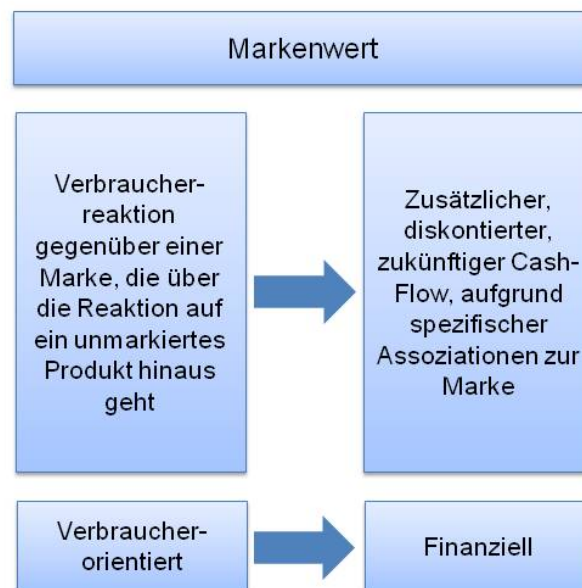 Markenwert
Verbraucher-
reaktion
gegenüber einer
Marke, die über
die Reaktion auf
ein unmarkiertes
Produkt hinaus
geht
Zusätzlicher,
diskontierter,
zukünftiger Cash-
Flow, aufgrund
spezifischer
Assoziationen zur
Marke
Verbraucher-
orientiert
Finanziell